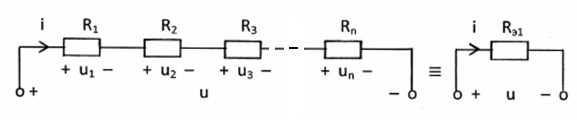 i R₁ R₂ R₃ Rₙ i Rэ1
+ u₁ − + u₂ − + u₃ − + uₙ − ≡
+ u − + u −